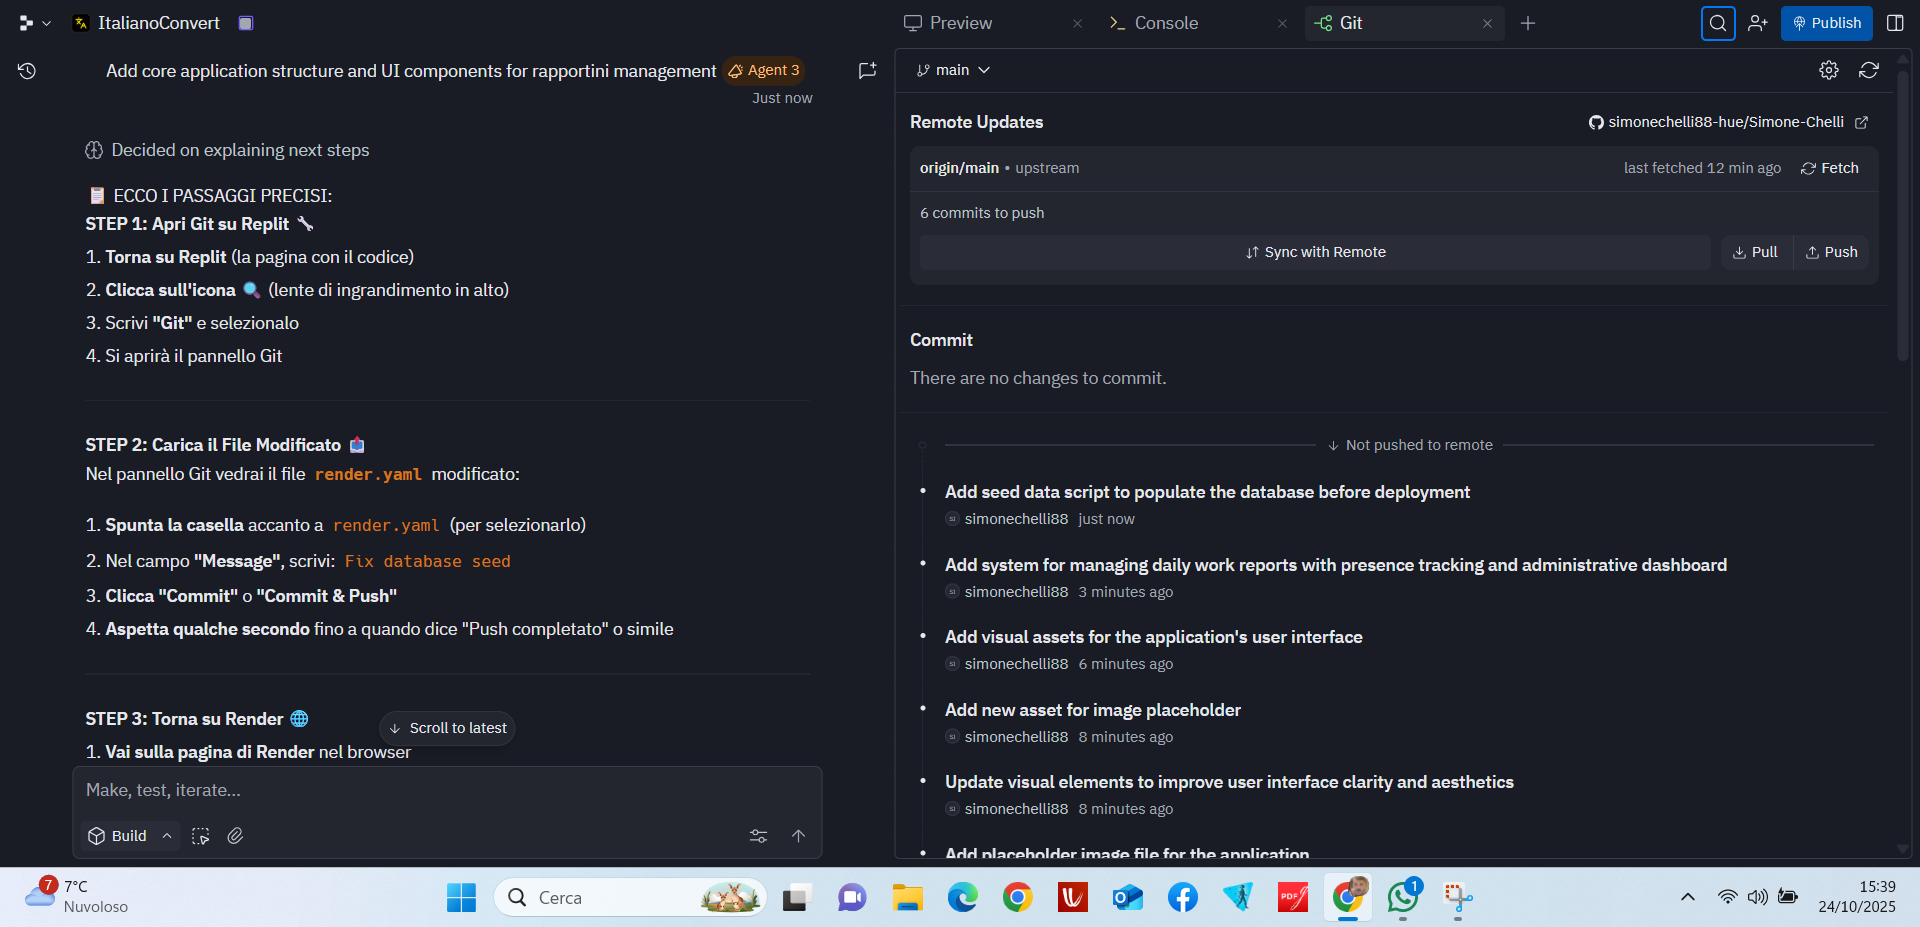 ItalianoConvert
Preview
Console
Git
Publish
Add core application structure and UI components for rapportini management
Agent 3
Just now
Decided on explaining next steps
📋 ECCO I PASSAGGI PRECISI:
STEP 1: Apri Git su Replit 🔧
1. Torna su Replit (la pagina con il codice)
2. Clicca sull'icona 🔍 (lente di ingrandimento in alto)
3. Scrivi "Git" e selezionalo
4. Si aprirà il pannello Git
STEP 2: Carica il File Modificato 📤
Nel pannello Git vedrai il file render.yaml modificato:
1. Spunta la casella accanto a render.yaml (per selezionarlo)
2. Nel campo "Message", scrivi: Fix database seed
3. Clicca "Commit" o "Commit & Push"
4. Aspetta qualche secondo fino a quando dice "Push completato" o simile
STEP 3: Torna su Render 🌐
↓ Scroll to latest
1. Vai sulla pagina di Render nel browser
Make, test, iterate...
Build
main
Remote Updates
simonechelli88-hue/Simone-Chelli
origin/main • upstream
last fetched 12 min ago
Fetch
6 commits to push
Sync with Remote
Pull
Push
Commit
There are no changes to commit.
↓ Not pushed to remote
• Add seed data script to populate the database before deployment
SI simonechelli88 just now
• Add system for managing daily work reports with presence tracking and administrative dashboard
SI simonechelli88 3 minutes ago
• Add visual assets for the application's user interface
SI simonechelli88 6 minutes ago
• Add new asset for image placeholder
SI simonechelli88 8 minutes ago
• Update visual elements to improve user interface clarity and aesthetics
SI simonechelli88 8 minutes ago
• Add placeholder image file for the application
7
7°C
Nuvoloso
Cerca
PDF
1
15:39
24/10/2025